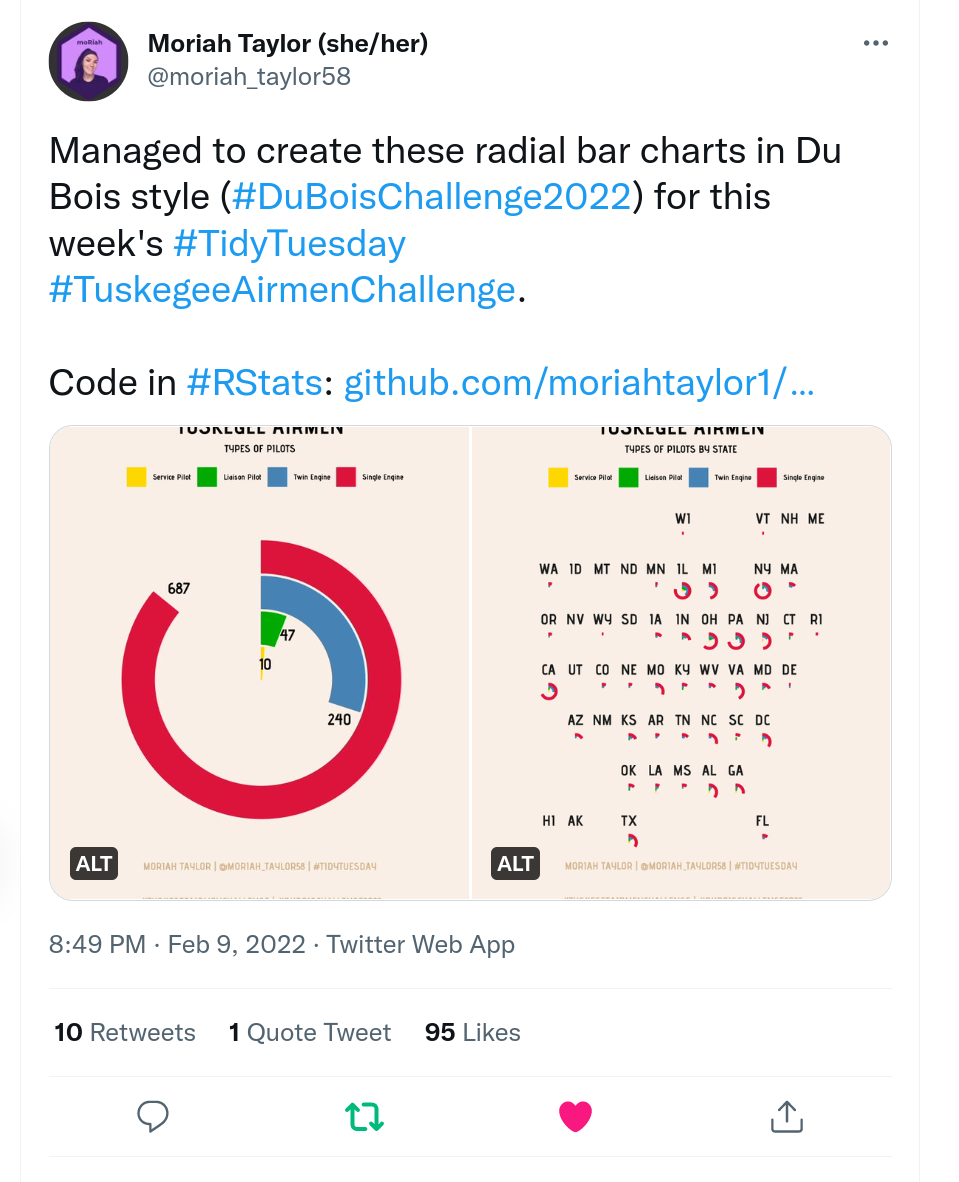 moRiah
Moriah Taylor (she/her)
@moriah_taylor58
Managed to create these radial bar charts in Du
Bois style (#DuBoisChallenge2022) for this
week's #TidyTuesday
#TuskegeeAirmenChallenge.
Code in #RStats: github.com/moriahtaylor1/...
TUSKEGEE AIRMEN
TYPES OF PILOTS
Service Pilot Liaison Pilot Twin Engine Single Engine
687
47
10
240
ALT
MORIAH TAYLOR | @MORIAH_TAYLOR58 | #TIDYTUESDAY
TUSKEGEE AIRMEN
TYPES OF PILOTS BY STATE
Service Pilot Liaison Pilot Twin Engine Single Engine
WI VT NH ME
WA ID MT ND MN IL MI NY MA
OR NV WY SD IA IN OH PA NJ CT RI
CA UT CO NE MO KY WV VA MD DE
AZ NM KS AR TN NC SC DC
OK LA MS AL GA
HI AK TX FL
ALT
MORIAH TAYLOR | @MORIAH_TAYLOR58 | #TIDYTUESDAY
8:49 PM · Feb 9, 2022 · Twitter Web App
10 Retweets 1 Quote Tweet 95 Likes